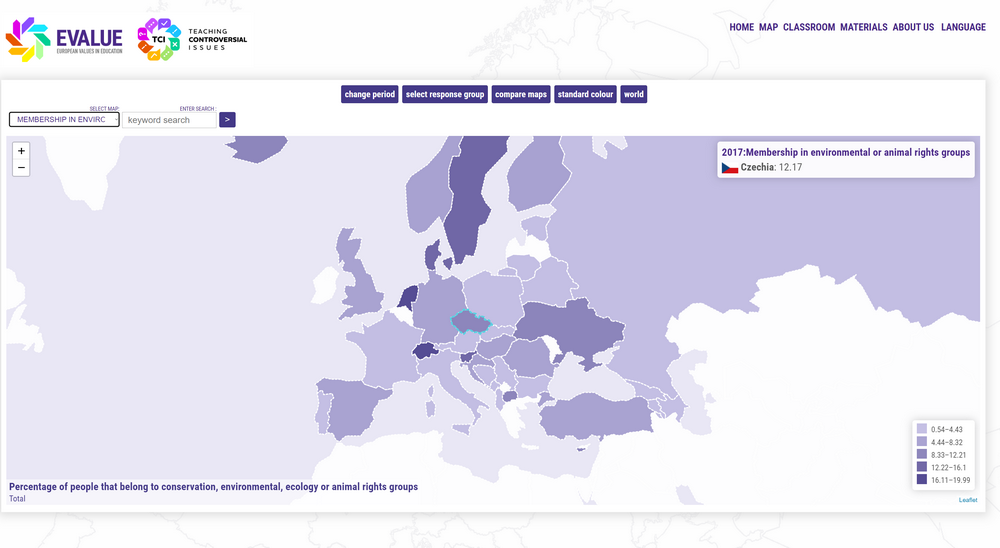 EVALUE
EUROPEAN VALUES IN EDUCATION
TCI
TEACHING
CONTROVERSIAL
ISSUES
HOME MAP CLASSROOM MATERIALS ABOUT US LANGUAGE
change period select response group compare maps standard colour world
SELECT MAP: ENTER SEARCH :
MEMBERSHIP IN ENVIRC keyword search >
+
−
2017:Membership in environmental or animal rights groups
Czechia: 12.17
0.54–4.43
4.44–8.32
8.33–12.21
12.22–16.1
16.11–19.99
Percentage of people that belong to conservation, environmental, ecology or animal rights groups
Total
Leaflet